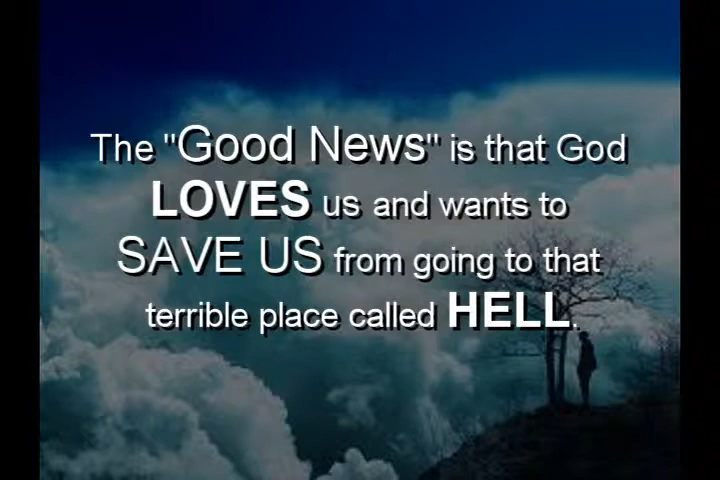 The "Good News" is that God
LOVES us and wants to
SAVE US from going to that
terrible place called HELL.